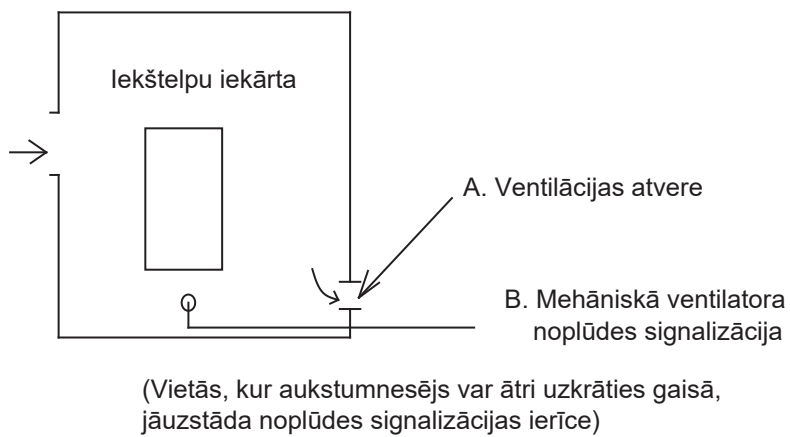 Iekštelpu iekārta
A. Ventilācijas atvere
B. Mehāniskā ventilatora
noplūdes signalizācija
(Vietās, kur aukstumnesējs var ātri uzkrāties gaisā,
jāuzstāda noplūdes signalizācijas ierīce)